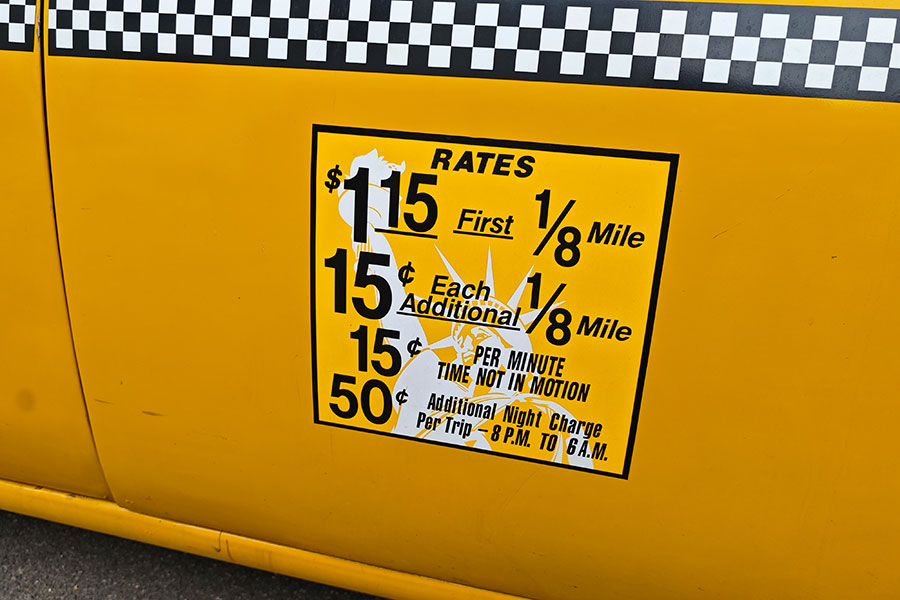 RATES
$1 15 First 1/8 Mile
15¢ Each Additional 1/8 Mile
15¢ PER MINUTE
TIME NOT IN MOTION
50¢ Additional Night Charge
Per Trip – 8 P.M. TO 6 A.M.